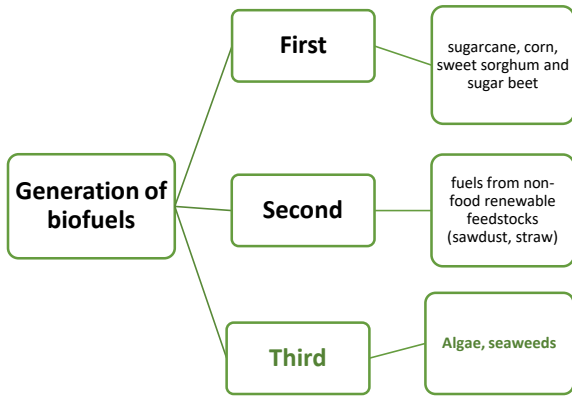 First
sugarcane, corn,
sweet sorghum and
sugar beet
Generation of
biofuels
Second
fuels from non-
food renewable
feedstocks
(sawdust, straw)
Third
Algae, seaweeds